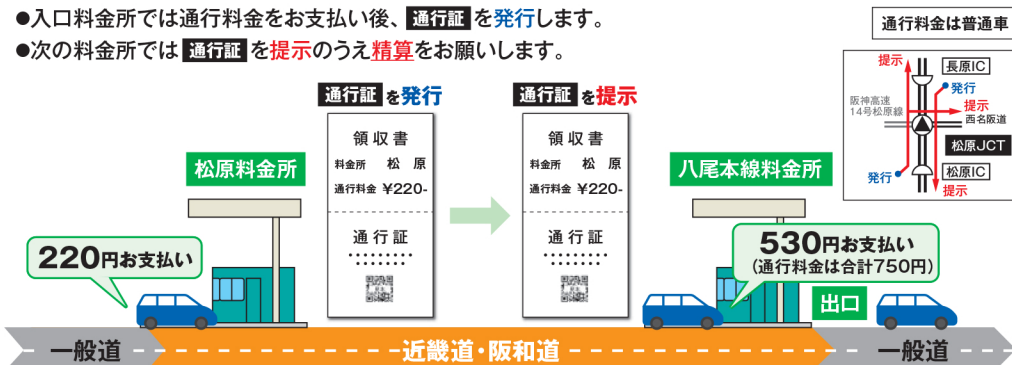 ●入口料金所では通行料金をお支払い後、通行証を発行します。
●次の料金所では通行証を提示のうえ精算をお願いします。
通行料金は普通車
提示
長原IC
発行
阪神高速
14号松原線
提示
西名阪道
松原JCT
松原IC
発行
提示
通行証を発行
通行証を提示
領収書
料金所 松原
通行料金 ¥220-
通行証
領収書
料金所 松原
通行料金 ¥220-
通行証
松原料金所
八尾本線料金所
220円お支払い
530円お支払い
(通行料金は合計750円)
出口
一般道
近畿道・阪和道
一般道